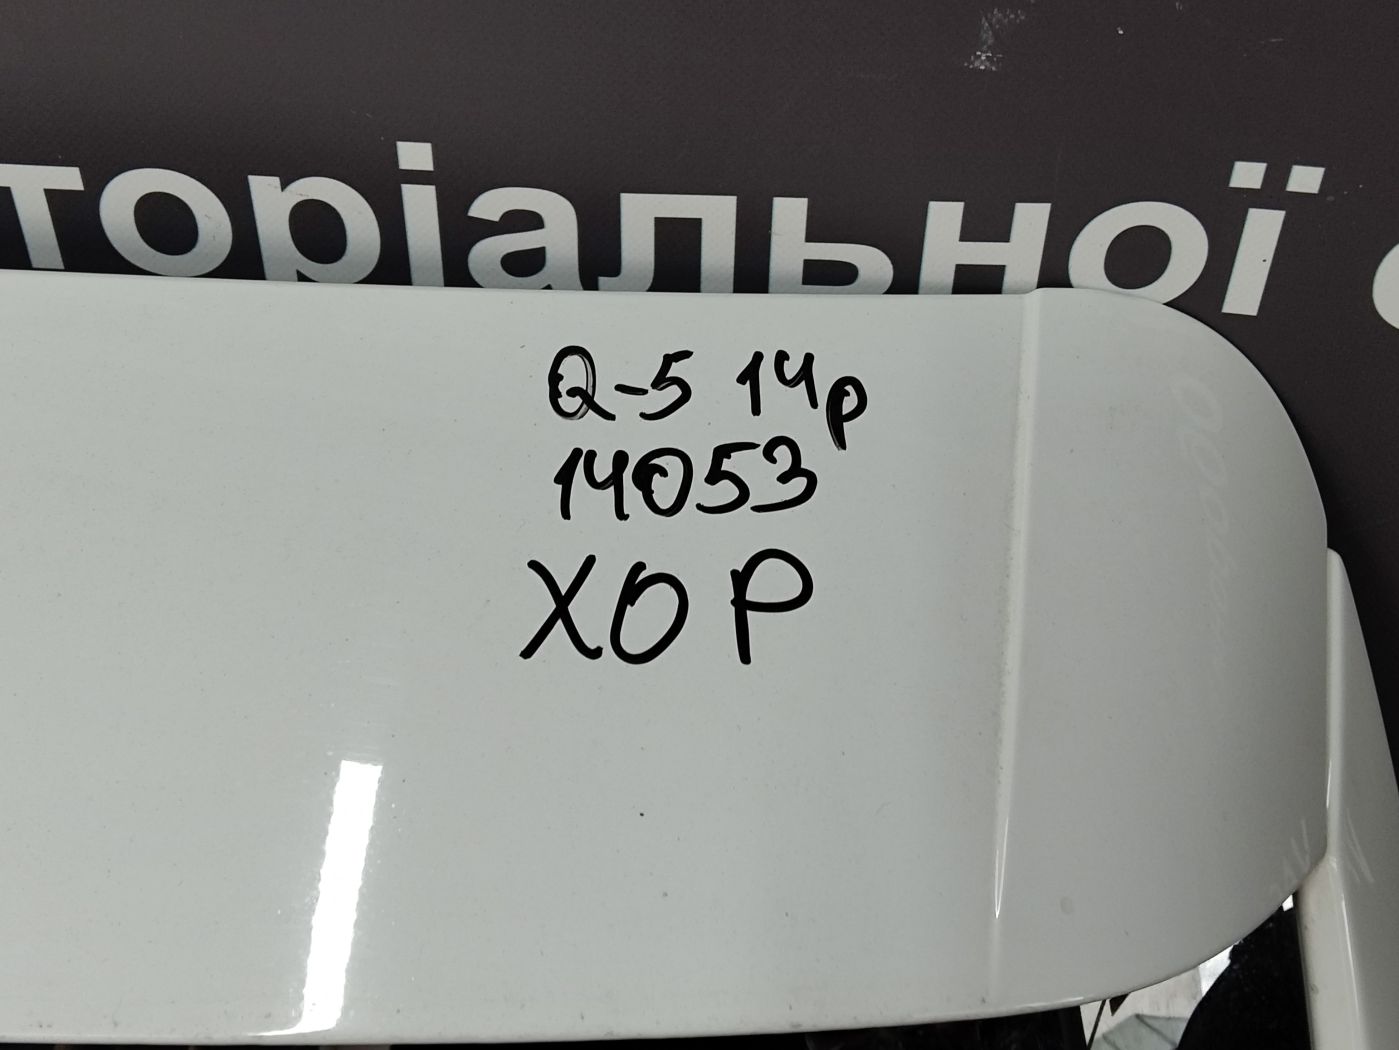 торіальної
Q-5 14р
14053
ХОР